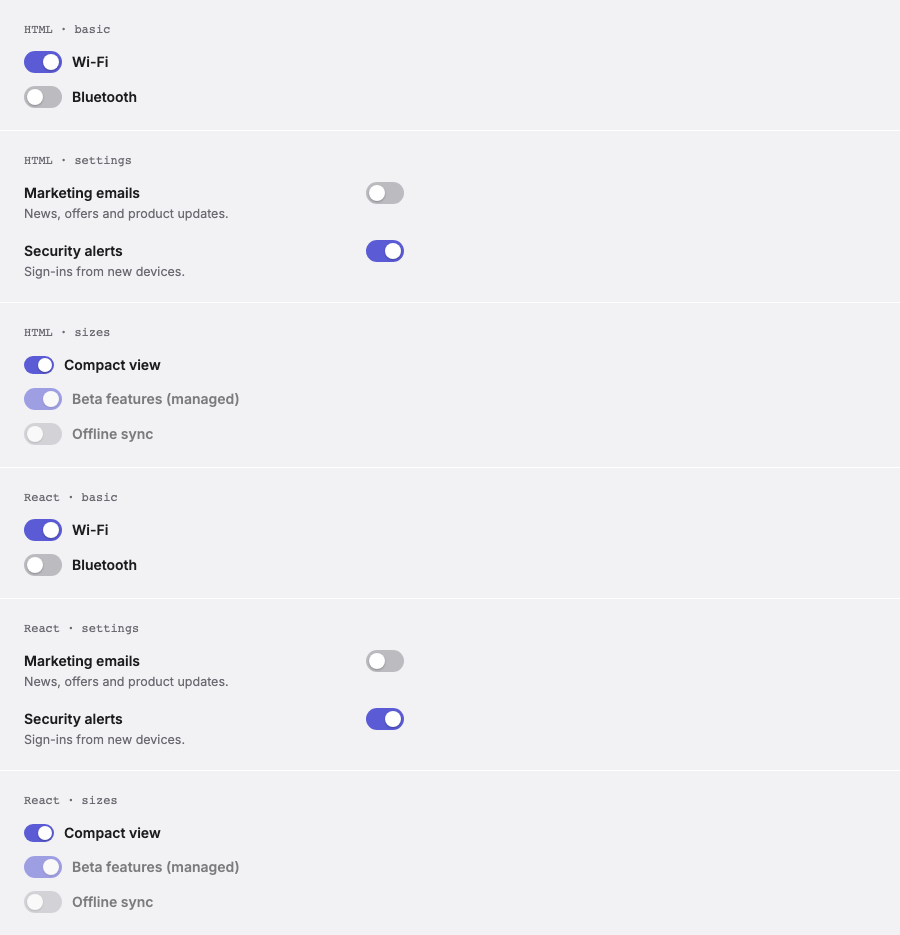 HTML · basic
Wi-Fi
Bluetooth
HTML · settings
Marketing emails
News, offers and product updates.
Security alerts
Sign-ins from new devices.
HTML · sizes
Compact view
Beta features (managed)
Offline sync
React · basic
Wi-Fi
Bluetooth
React · settings
Marketing emails
News, offers and product updates.
Security alerts
Sign-ins from new devices.
React · sizes
Compact view
Beta features (managed)
Offline sync